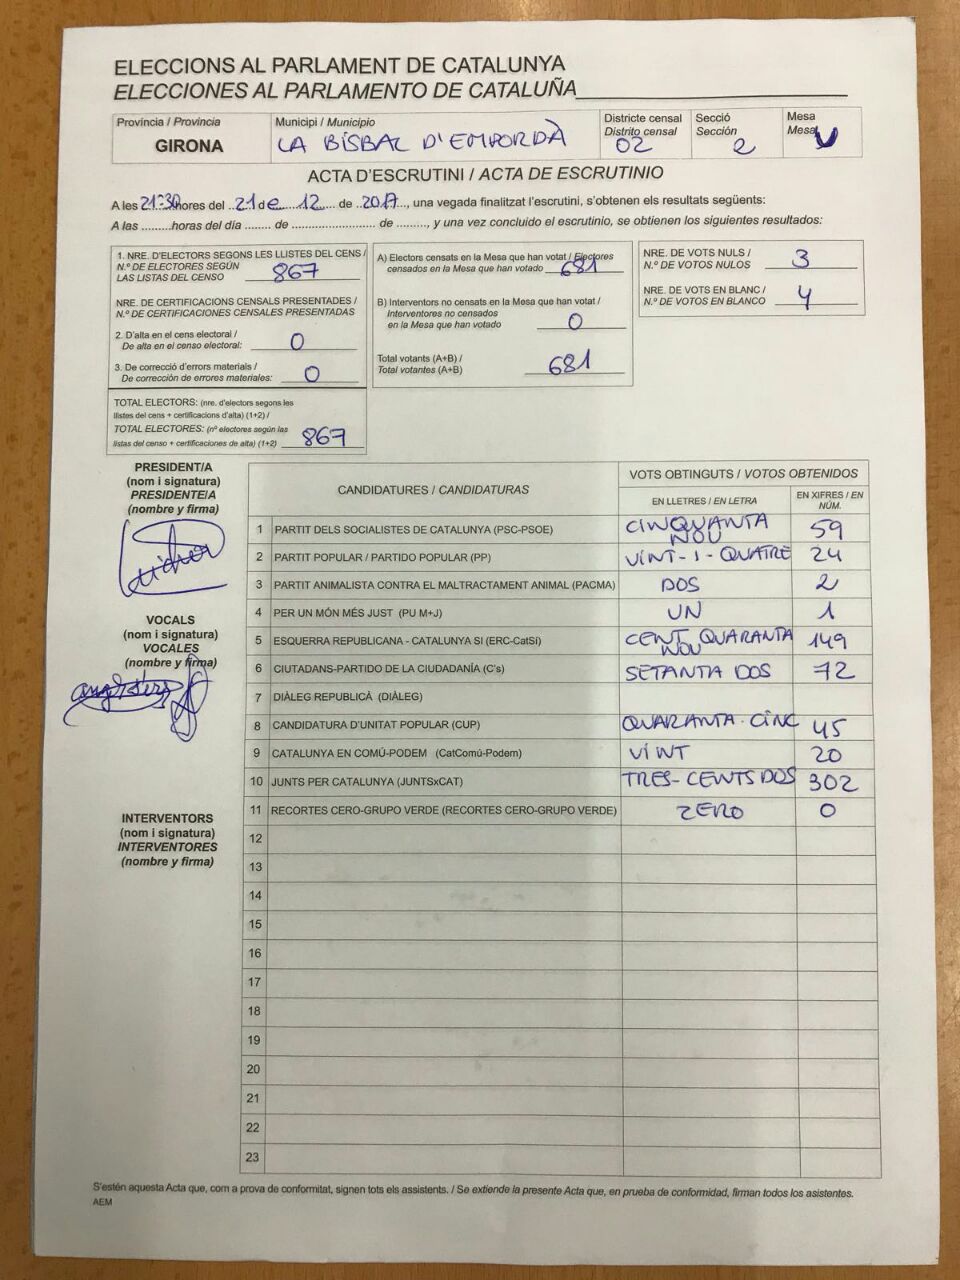 ELECCIONS AL PARLAMENT DE CATALUNYA
ELECCIONES AL PARLAMENTO DE CATALUÑA
Província / Provincia
GIRONA
Municipi / Municipio
LA BISBAL D'EMPORDÀ
Districte censal
Distrito censal
02
Secció
Sección
2
Mesa
Mesa
U
ACTA D'ESCRUTINI / ACTA DE ESCRUTINIO
A les 21:30 hores del 21 de 12 de 2017, una vegada finalitzat l'escrutini, s'obtenen els resultats següents:
A las .........horas del día ....... de ........................ de ........, y una vez concluido el escrutinio, se obtienen los siguientes resultados:
1. NRE. D'ELECTORS SEGONS LES LLISTES DEL CENS /
N.º DE ELECTORES SEGÚN
LAS LISTAS DEL CENSO 867
NRE. DE CERTIFICACIONS CENSALS PRESENTADES /
N.º DE CERTIFICACIONES CENSALES PRESENTADAS
2. D'alta en el cens electoral /
De alta en el censo electoral: 0
3. De correcció d'errors materials /
De corrección de errores materiales: 0
TOTAL ELECTORS: (nre. d'electors segons les
llistes del cens + certificacions d'alta) (1+2) /
TOTAL ELECTORES: (nº electores según las
listas del censo + certificaciones de alta) (1+2) 867
A) Electors censats en la Mesa que han votat / Electores
censados en la Mesa que han votado 681
B) Interventors no censats en la Mesa que han votat /
Interventores no censados
en la Mesa que han votado 0
Total votants (A+B) /
Total votantes (A+B) 681
NRE. DE VOTS NULS /
N.º DE VOTOS NULOS 3
NRE. DE VOTS EN BLANC /
N.º DE VOTOS EN BLANCO 4
PRESIDENT/A
(nom i signatura)
PRESIDENTE/A
(nombre y firma)
VOCALS
(nom i signatura)
VOCALES
(nombre y firma)
INTERVENTORS
(nom i signatura)
INTERVENTORES
(nombre y firma)
CANDIDATURES / CANDIDATURAS
VOTS OBTINGUTS / VOTOS OBTENIDOS
EN LLETRES / EN LETRA
EN XIFRES / EN
NÚM.
1 PARTIT DELS SOCIALISTES DE CATALUNYA (PSC-PSOE) CINQUANTA NOU 59
2 PARTIT POPULAR / PARTIDO POPULAR (PP) VINT-I-QUATRE 24
3 PARTIT ANIMALISTA CONTRA EL MALTRACTAMENT ANIMAL (PACMA) DOS 2
4 PER UN MÓN MÉS JUST (PU M+J) UN 1
5 ESQUERRA REPUBLICANA - CATALUNYA SÍ (ERC-CatSí) CENT QUARANTA NOU 149
6 CIUTADANS-PARTIDO DE LA CIUDADANÍA (C's) SETANTA DOS 72
7 DIÀLEG REPUBLICÀ (DIÀLEG)
8 CANDIDATURA D'UNITAT POPULAR (CUP) QUARANTA-CINC 45
9 CATALUNYA EN COMÚ-PODEM (CatComú-Podem) VINT 20
10 JUNTS PER CATALUNYA (JUNTSxCAT) TRES-CENTS DOS 302
11 RECORTES CERO-GRUPO VERDE (RECORTES CERO-GRUPO VERDE) ZERO 0
12
13
14
15
16
17
18
19
20
21
22
23
S'estén aquesta Acta que, com a prova de conformitat, signen tots els assistents. / Se extiende la presente Acta que, en prueba de conformidad, firman todos los asistentes.
AEM